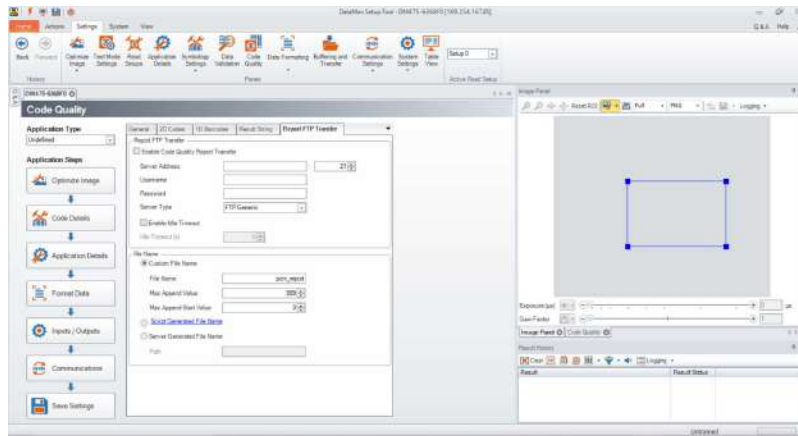 DataMan Setup Tool - DM475-6368F0 [169.254.147.85]
Actions Settings System View
Q & A Help
Back Forward Optimize Image Test Mode Settings Read Setups Application Details Symbology Settings Data Validation Code Quality Data Formatting Buffering and Transfer Communication Settings System Settings Table View Setup 0
History Panes Active Read Setup
Code Quality
Application Type
Undefined
Application Steps
Optimize Image
Code Details
Application Details
Format Data
Inputs / Outputs
Communications
Save Settings
General 2D Codes 1D Barcodes Result String Report FTP Transfer
Report FTP Transfer
Enable Code Quality Report Transfer
Server Address 21
Username
Password
Server Type FTP Generic
Enable Idle Timeout
Idle Timeout (s)
File Name
Custom File Name
File Name pcm_report
Max Append Value
Max Append Start Value
Script Generated File Name
Server Generated File Name
Path
Image Panel
Reset ROI Full PNG Logging
Exposure (µs) 0 µs
Gain Factor 1
Image Panel Code Quality
Result History
Clear Logging
Result Result Status
Untrained